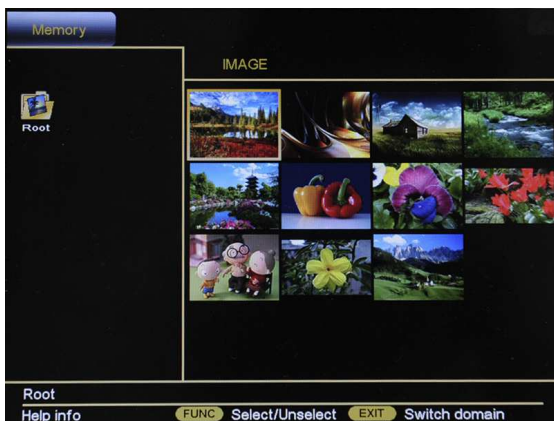 Memory
IMAGE
Root
Root
Help info FUNC Select/Unselect EXIT Switch domain